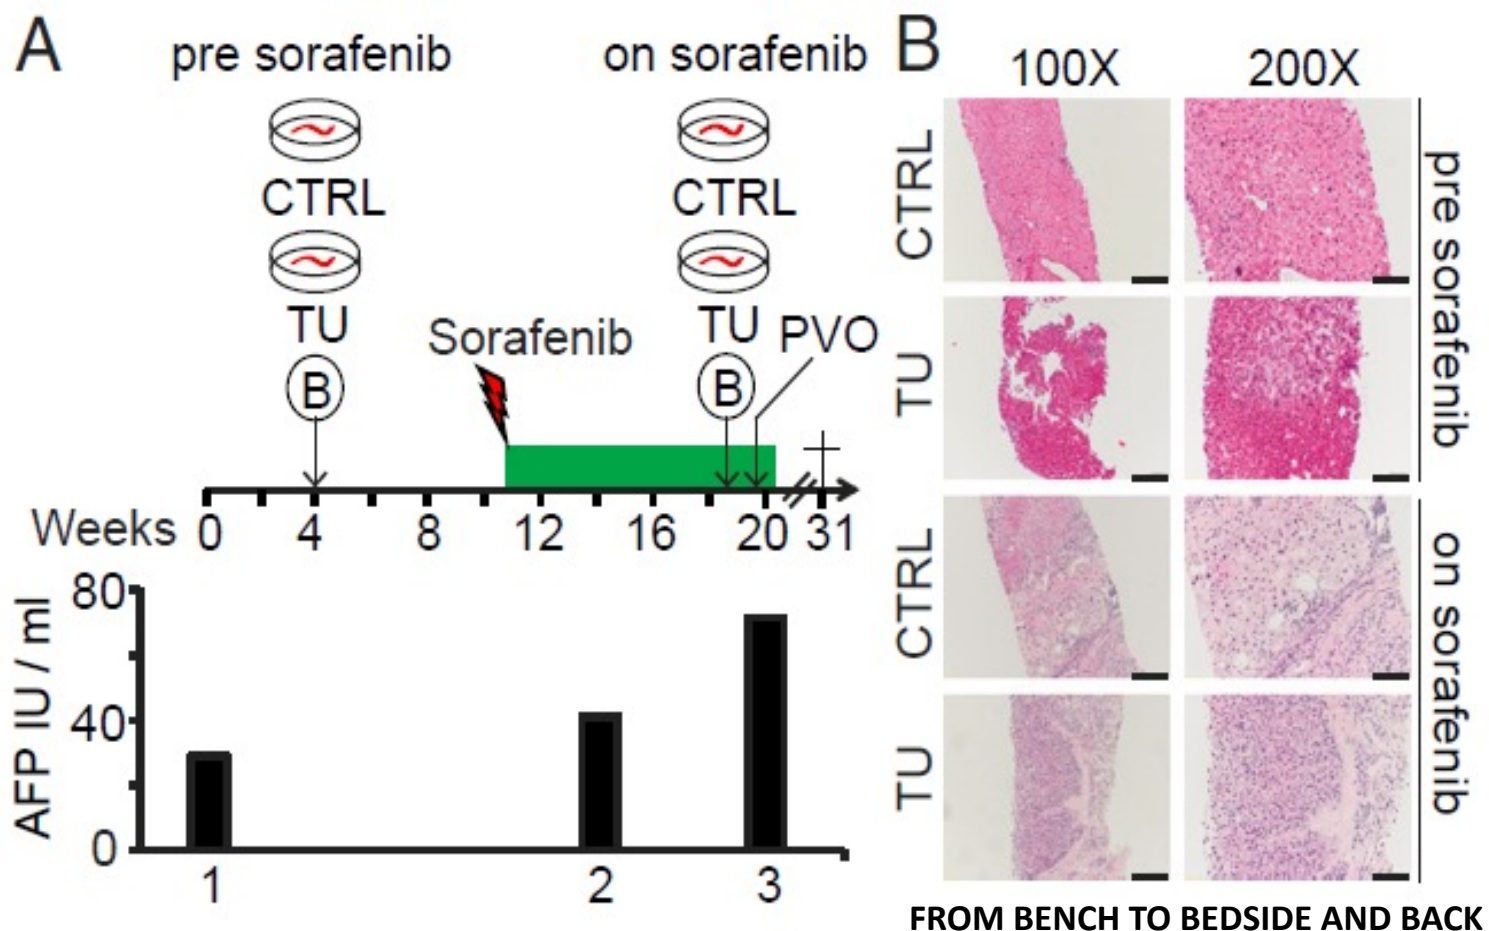 A
pre sorafenib
on sorafenib
CTRL
CTRL
TU
TU
PVO
Sorafenib
B
B
Weeks 0 4 8 12 16 20 31
AFP IU / ml
80
40
0
1 2 3
B
100X 200X
CTRL
TU
pre sorafenib
CTRL
TU
on sorafenib
FROM BENCH TO BEDSIDE AND BACK